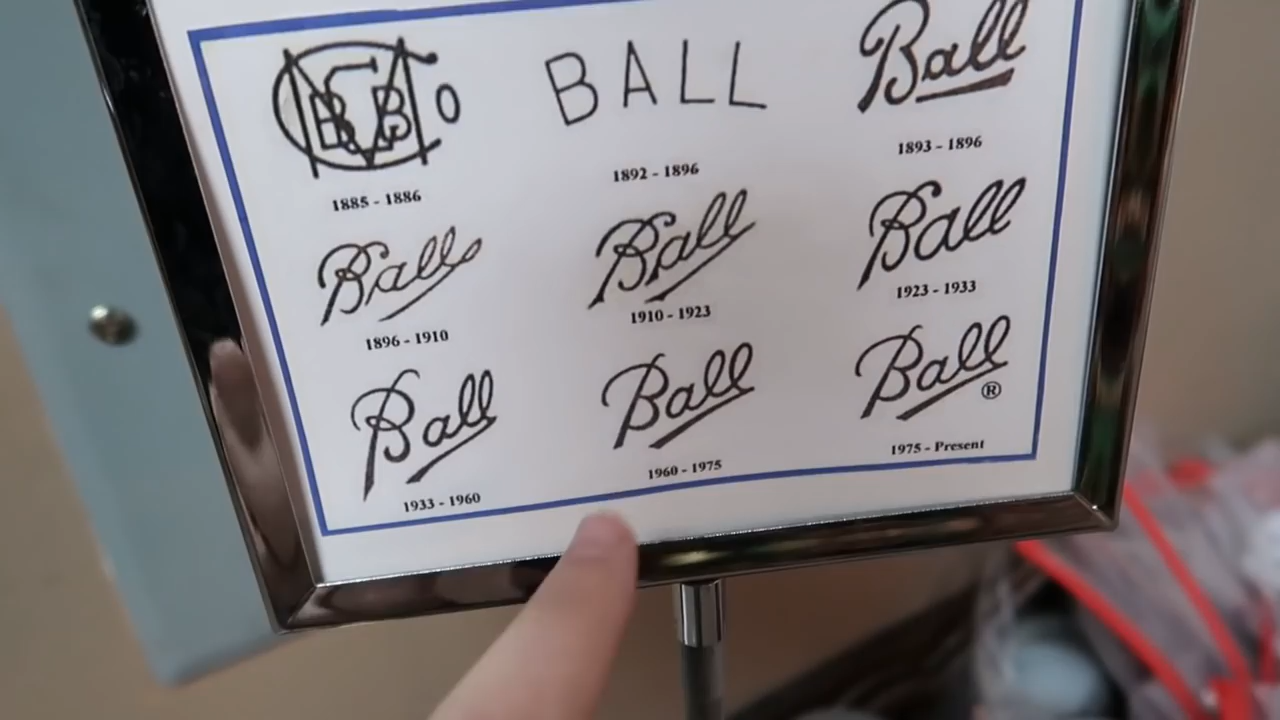 BBGMCo
BALL
Ball
1885 - 1886
1892 - 1896
1893 - 1896
Ball
Ball
Ball
1896 - 1910
1910 - 1923
1923 - 1933
Ball
Ball
Ball®
1933 - 1960
1960 - 1975
1975 - Present